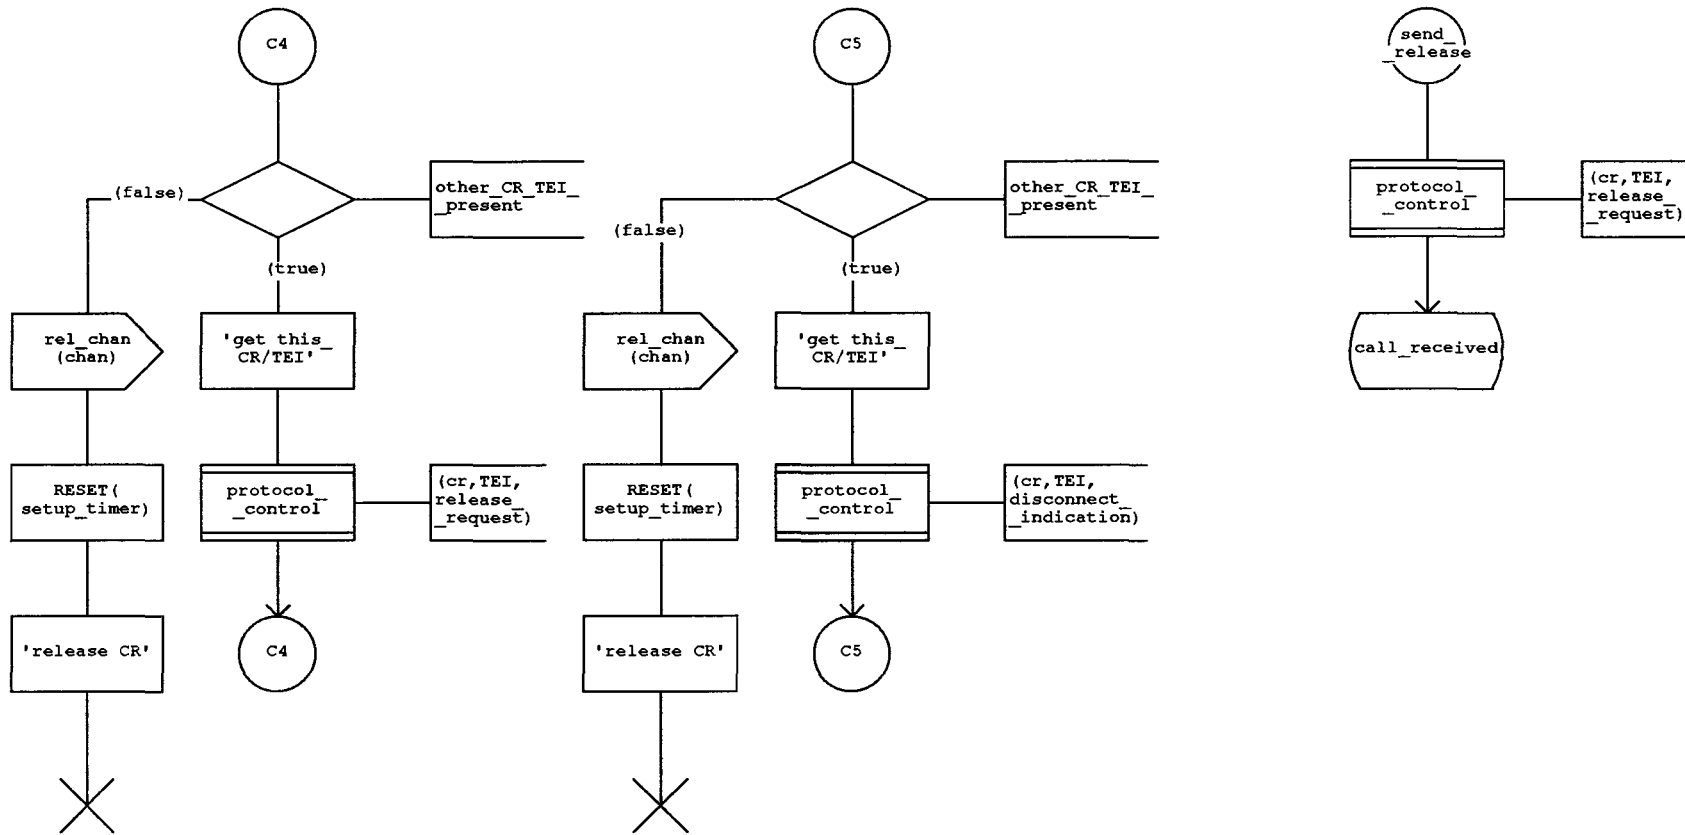 C4
(false)
other_CR_TEI_
_present
(true)
rel_chan
(chan)
'get this_
CR/TEI'
RESET(
setup_timer)
protocol_
_control
(cr,TEI,
release_
_request)
'release CR'
C4
C5
(false)
other_CR_TEI_
_present
(true)
rel_chan
(chan)
'get this_
CR/TEI'
RESET(
setup_timer)
protocol_
_control
(cr,TEI,
disconnect_
_indication)
'release CR'
C5
send_
_release
protocol_
_control
(cr,TEI,
release_
_request)
call_received